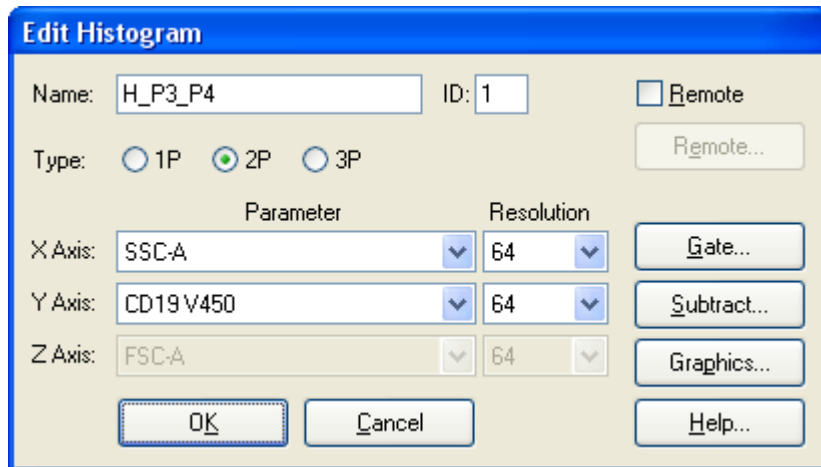 Edit Histogram
Name: H_P3_P4 ID: 1 Remote
Remote...
Type: 1P 2P 3P
Parameter Resolution
X Axis: SSC-A 64 Gate...
Y Axis: CD19 V450 64 Subtract...
Z Axis: FSC-A 64 Graphics...
OK Cancel Help...